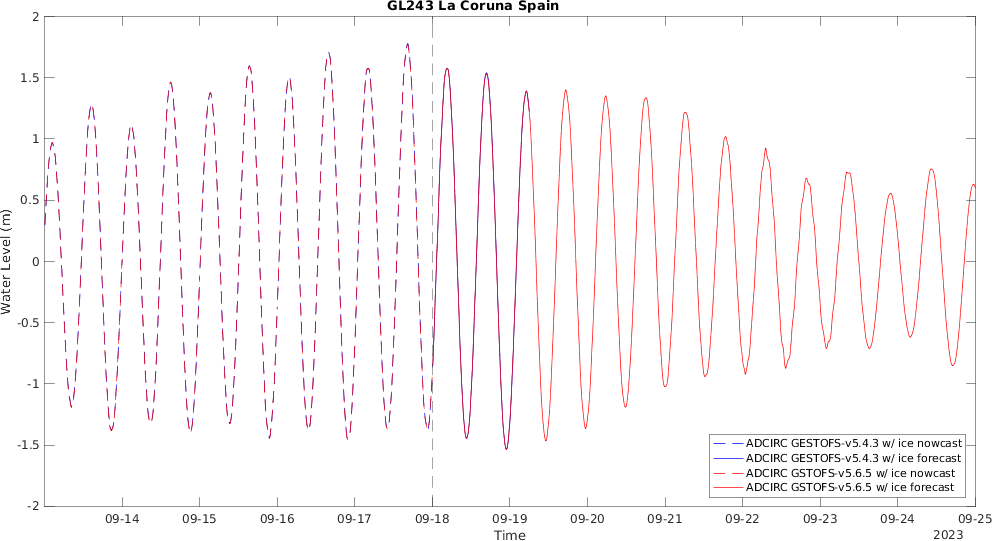 GL243 La Coruna Spain
2
1.5
1
0.5
0
-0.5
-1
-1.5
-2
Water Level (m)
09-14 09-15 09-16 09-17 09-18 09-19 09-20 09-21 09-22 09-23 09-24 09-25
Time
2023
ADCIRC GESTOFS-v5.4.3 w/ ice nowcast
ADCIRC GESTOFS-v5.4.3 w/ ice forecast
ADCIRC GSTOFS-v5.6.5 w/ ice nowcast
ADCIRC GSTOFS-v5.6.5 w/ ice forecast